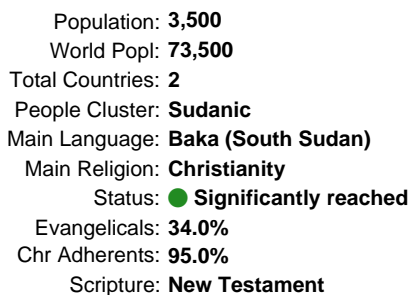 Population: 3,500
World Popl: 73,500
Total Countries: 2
People Cluster: Sudanic
Main Language: Baka (South Sudan)
Main Religion: Christianity
Status: Significantly reached
Evangelicals: 34.0%
Chr Adherents: 95.0%
Scripture: New Testament